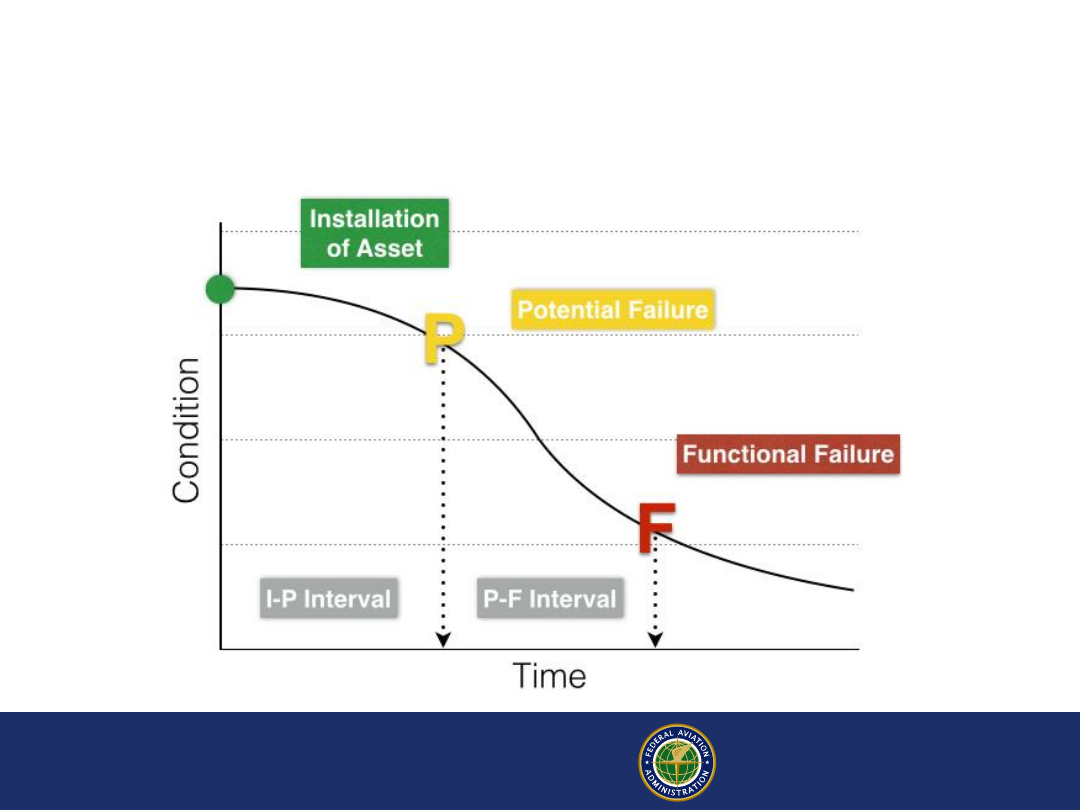 Installation
of Asset
Potential Failure
P
Condition
Functional Failure
F
I-P Interval
P-F Interval
Time
FEDERAL AVIATION
ADMINISTRATION